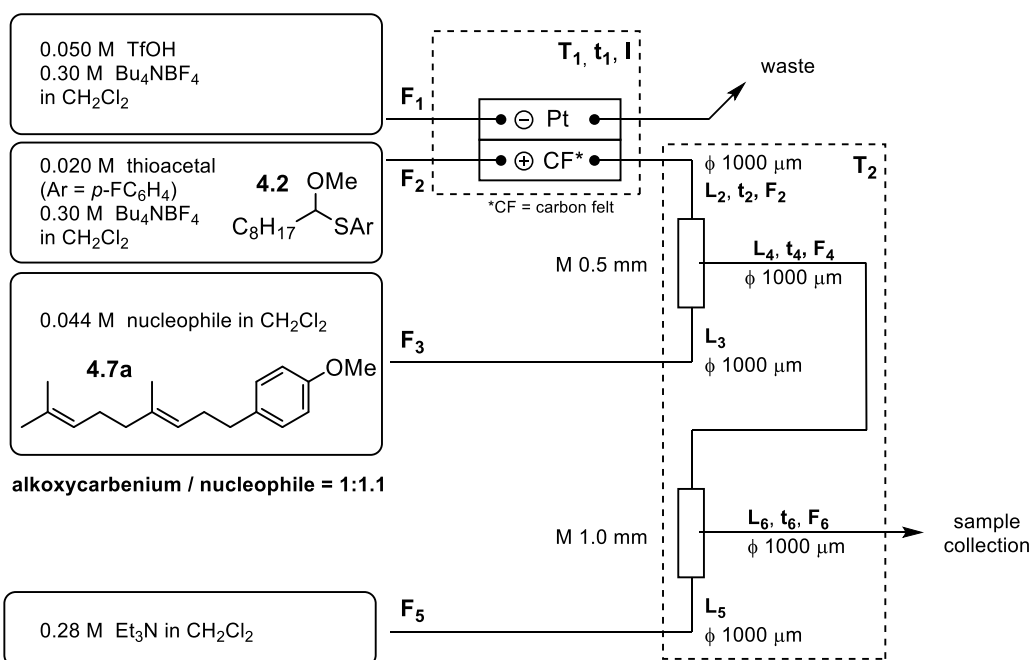 0.050 M TfOH
0.30 M Bu4NBF4
in CH2Cl2
F1
T1, t1, I
⊖ Pt
waste
0.020 M thioacetal
(Ar = p-FC6H4)
0.30 M Bu4NBF4
in CH2Cl2
4.2
OMe
C8H17
SAr
F2
⊕ CF*
*CF = carbon felt
ϕ 1000 μm
T2
L2, t2, F2
M 0.5 mm
L4, t4, F4
ϕ 1000 μm
0.044 M nucleophile in CH2Cl2
4.7a
OMe
F3
L3
ϕ 1000 μm
alkoxycarbenium / nucleophile = 1:1.1
M 1.0 mm
L6, t6, F6
ϕ 1000 μm
sample
collection
0.28 M Et3N in CH2Cl2
F5
L5
ϕ 1000 μm